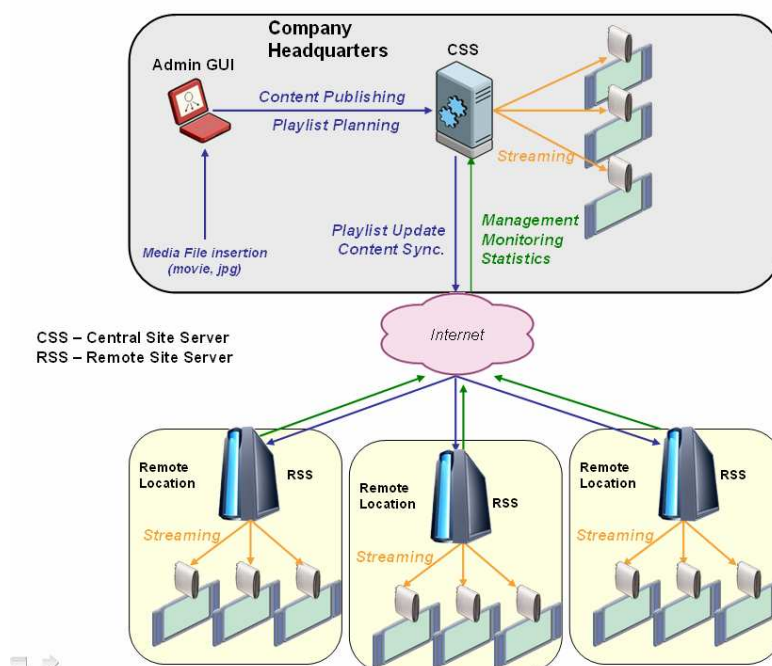 Company
Headquarters
Admin GUI
CSS
Content Publishing
Playlist Planning
Streaming
Media File insertion
(movie, jpg)
Playlist Update
Content Sync.
Management
Monitoring
Statistics
Internet
CSS – Central Site Server
RSS – Remote Site Server
Remote
Location
RSS
Streaming
Remote
Location
RSS
Streaming
Remote
Location
RSS
Streaming